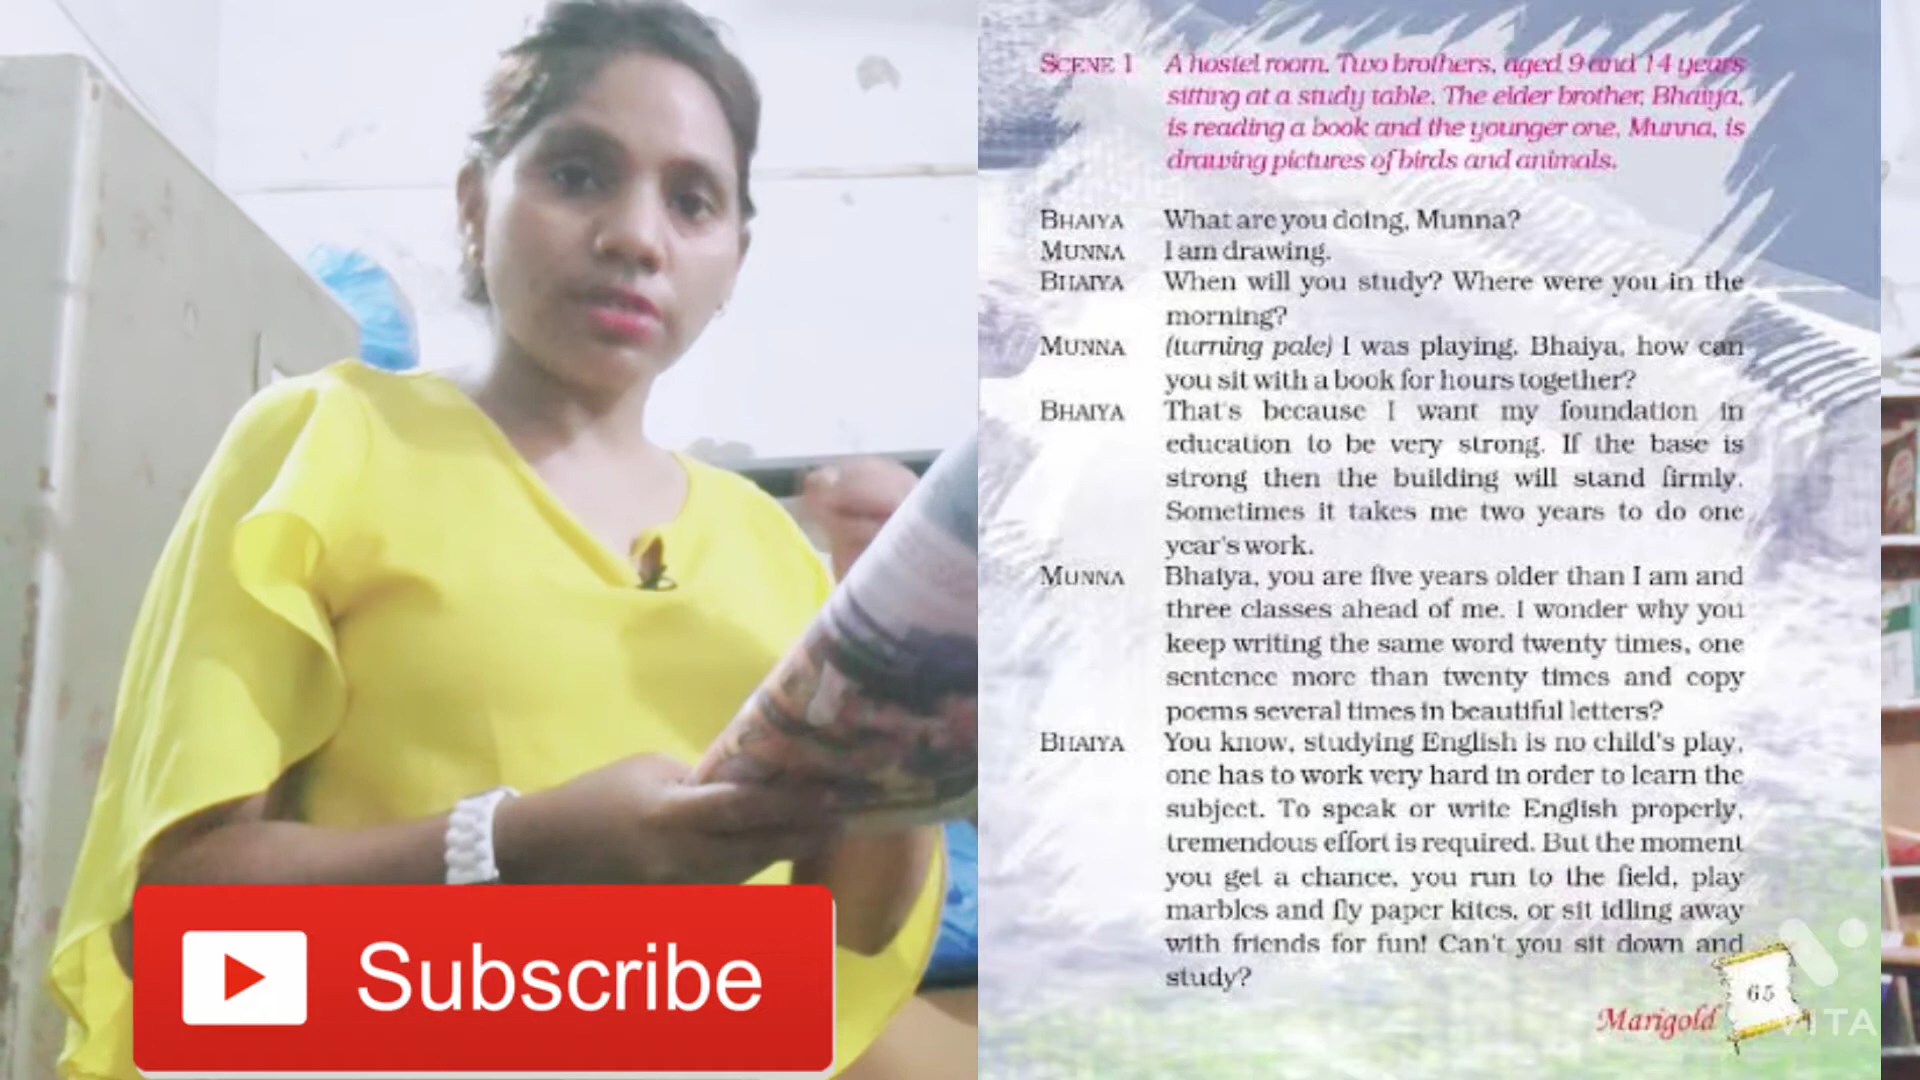 SCENE 1 A hostel room. Two brothers, aged 9 and 14 years
sitting at a study table. The elder brother, Bhaiya,
is reading a book and the younger one, Munna, is
drawing pictures of birds and animals.
BHAIYA What are you doing, Munna?
MUNNA I am drawing.
BHAIYA When will you study? Where were you in the
morning?
MUNNA (turning pale) I was playing. Bhaiya, how can
you sit with a book for hours together?
BHAIYA That's because I want my foundation in
education to be very strong. If the base is
strong then the building will stand firmly.
Sometimes it takes me two years to do one
year's work.
MUNNA Bhaiya, you are five years older than I am and
three classes ahead of me. I wonder why you
keep writing the same word twenty times, one
sentence more than twenty times and copy
poems several times in beautiful letters?
BHAIYA You know, studying English is no child's play,
one has to work very hard in order to learn the
subject. To speak or write English properly,
tremendous effort is required. But the moment
you get a chance, you run to the field, play
marbles and fly paper kites, or sit idling away
with friends for fun! Can't you sit down and
study?
65
Marigold
VITA
Subscribe